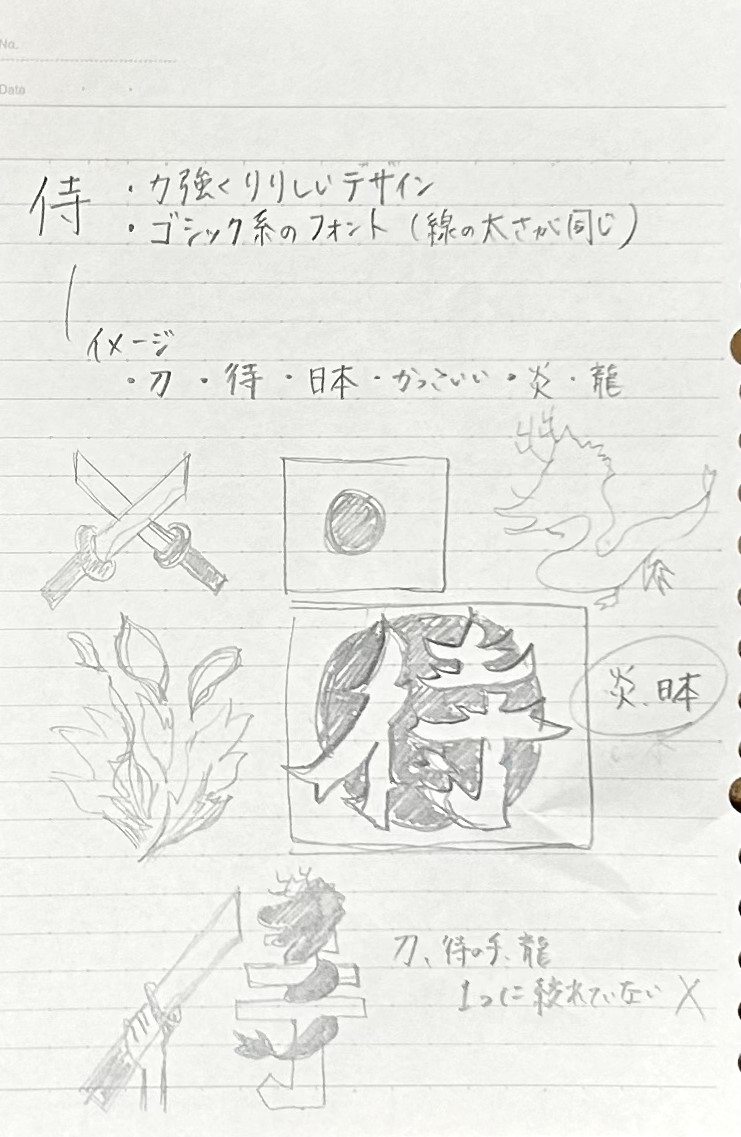 No.
Date
侍
・力強くりりしいデザイン
・ゴシック系のフォント(線の太さが同じ)
イメージ
・刀・侍・日本・かっこいい・炎・龍
侍
炎、日本
刀、侍の手、龍
1つに絞れていない ×